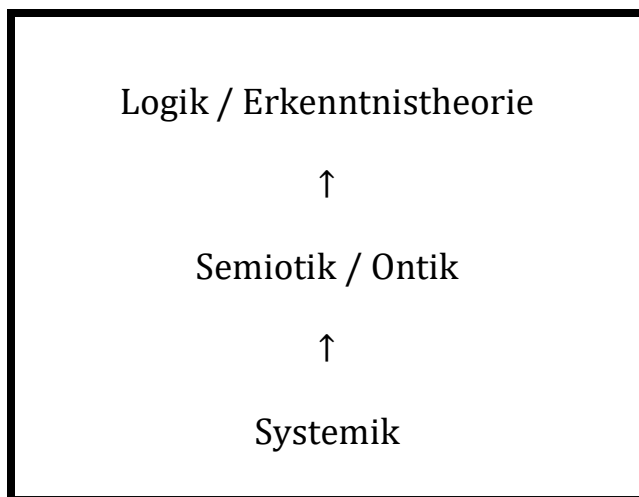 Logik / Erkenntnistheorie
↑
Semiotik / Ontik
↑
Systemik